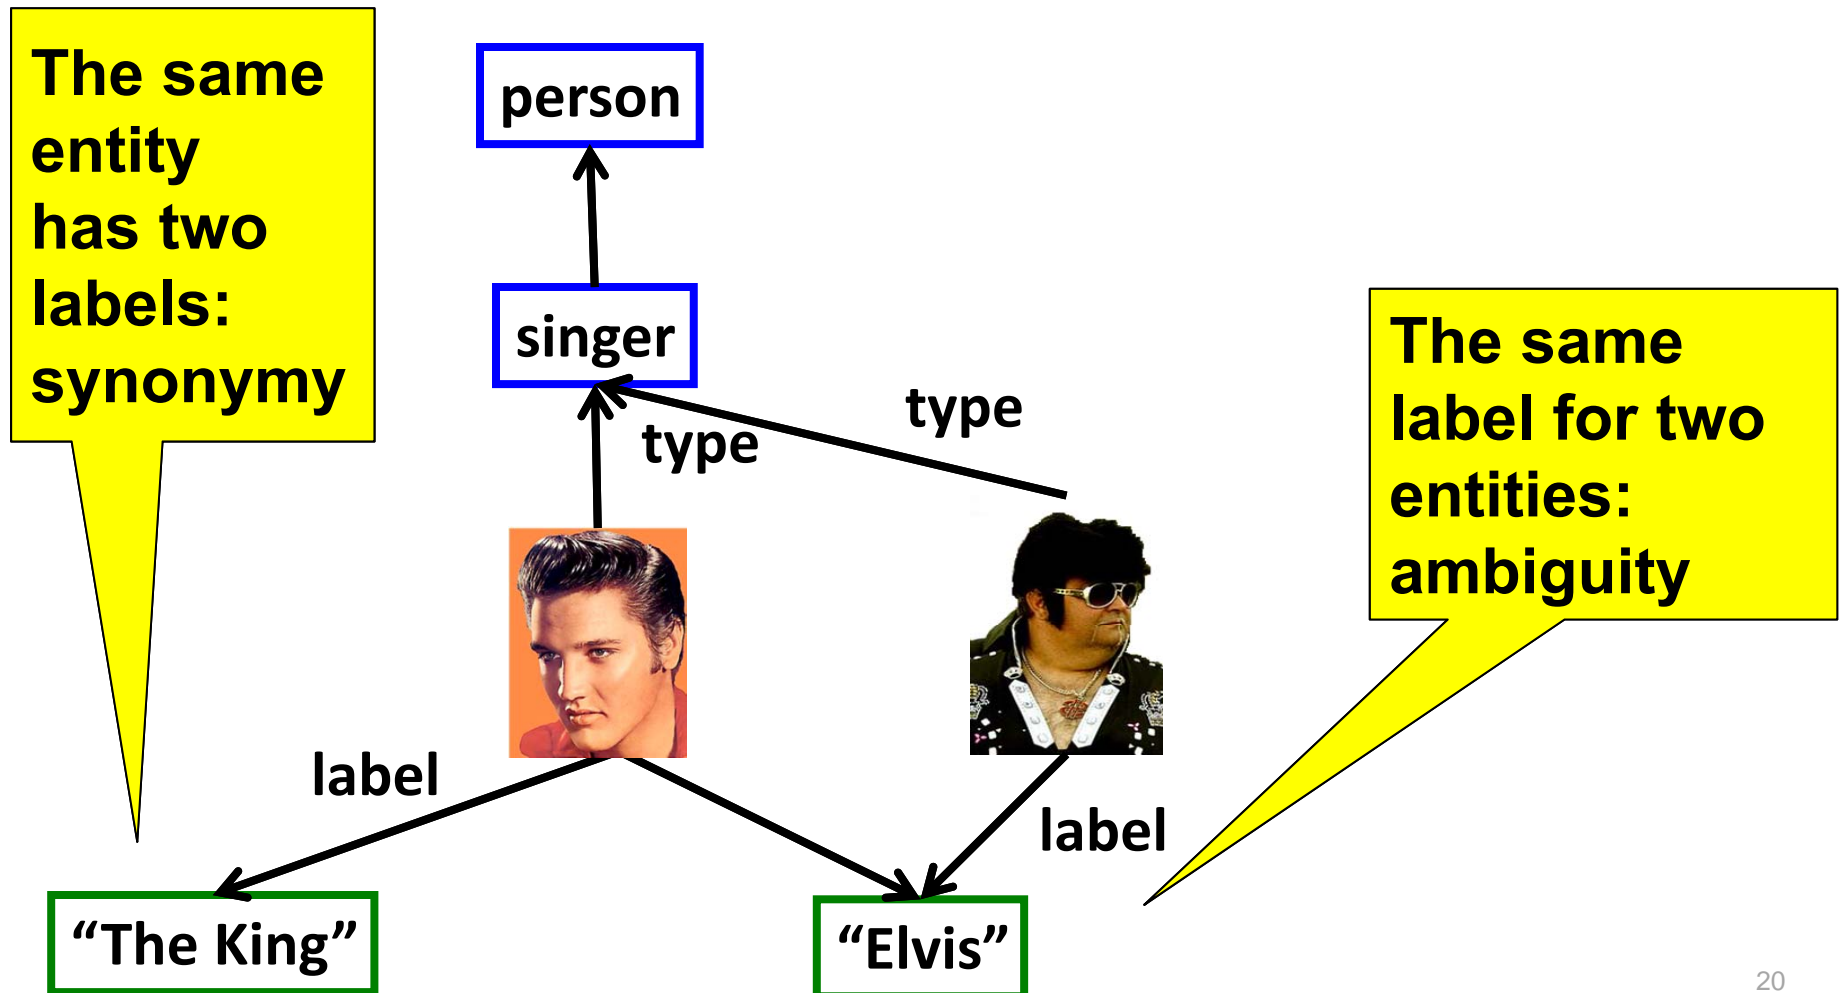 The same
entity
has two
labels:
synonymy
person
singer
type
type
The same
label for two
entities:
ambiguity
label
label
“The King”
“Elvis”
20